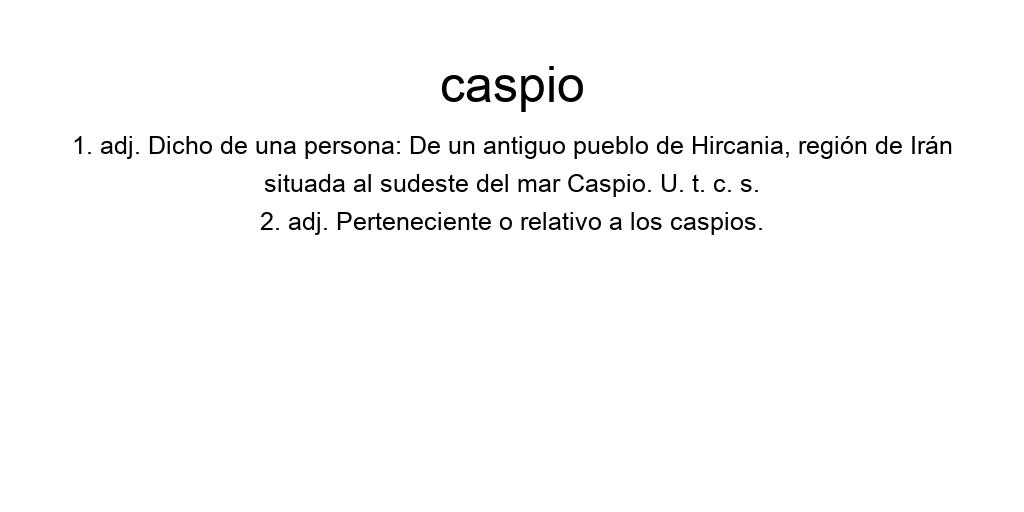 caspio
1. adj. Dicho de una persona: De un antiguo pueblo de Hircania, región de Irán
situada al sudeste del mar Caspio. U. t. c. s.
2. adj. Perteneciente o relativo a los caspios.